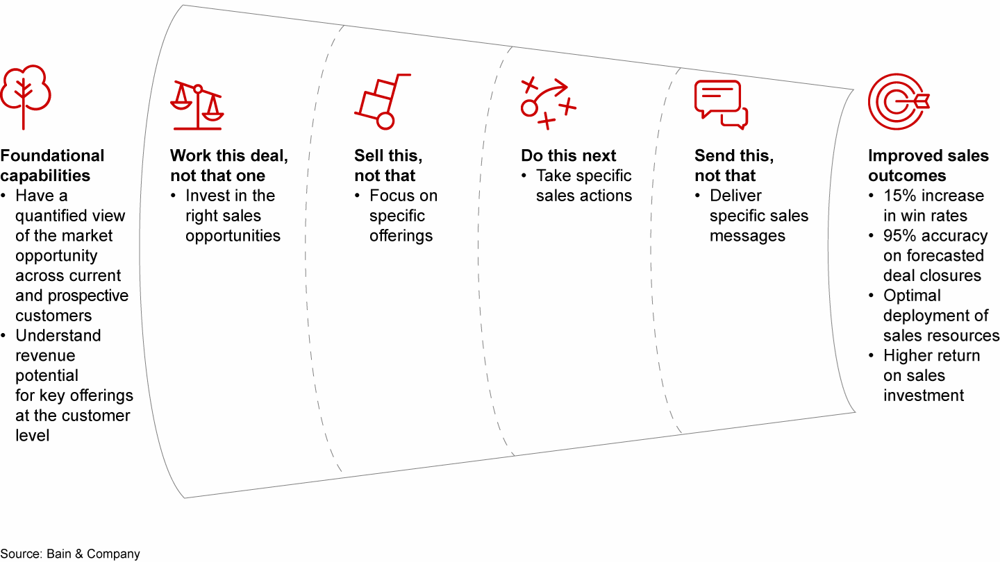 Foundational
capabilities
• Have a
quantified view
of the market
opportunity
across current
and prospective
customers
• Understand
revenue
potential
for key offerings
at the customer
level
Work this deal,
not that one
• Invest in the
right sales
opportunities
Sell this,
not that
• Focus on
specific
offerings
Do this next
• Take specific
sales actions
Send this,
not that
• Deliver
specific sales
messages
Improved sales
outcomes
• 15% increase
in win rates
• 95% accuracy
on forecasted
deal closures
• Optimal
deployment of
sales resources
• Higher return
on sales
investment
Source: Bain & Company